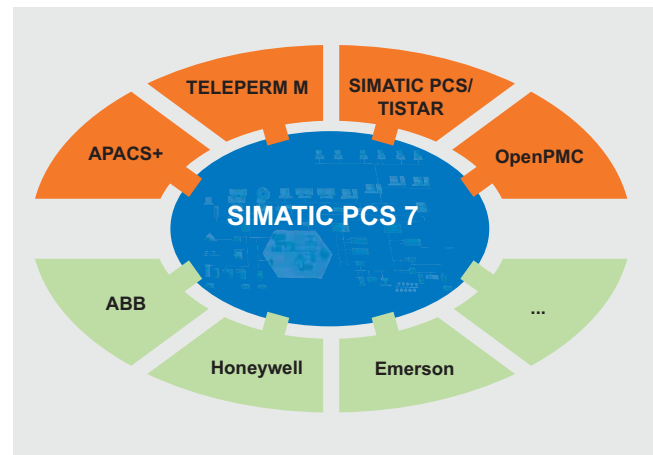 TELEPERM M
SIMATIC PCS/
TISTAR
APACS+
OpenPMC
SIMATIC PCS 7
ABB
...
Honeywell
Emerson